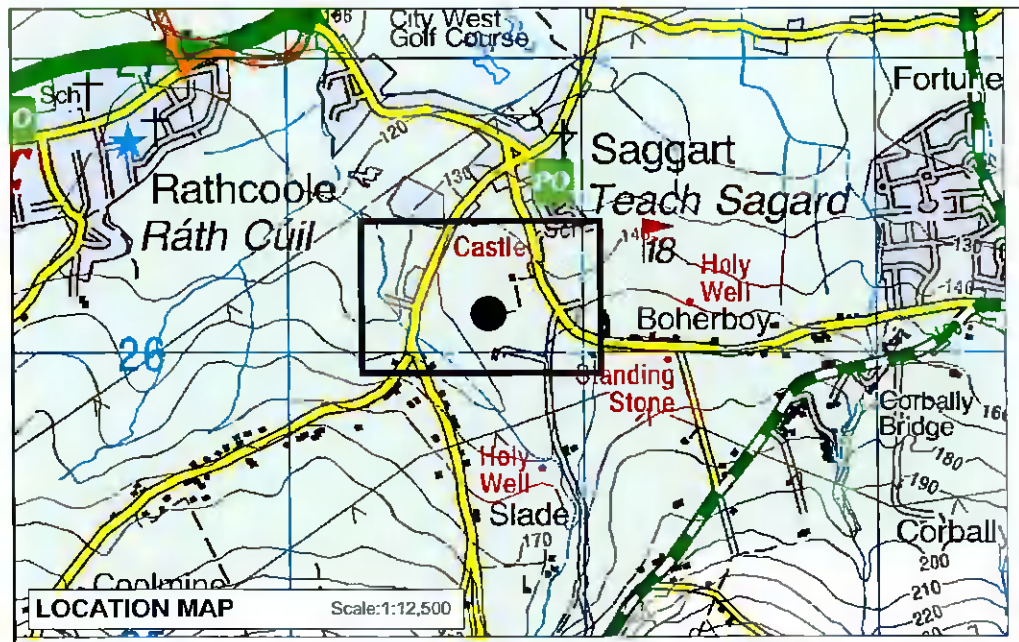 City West
Golf Course
Sch
Fortune
120
Saggart
PO
Teach Sagard
Rathcoole
Ráth Cúil
130
Sch
140
18
Castle
Holy
Well
130
140
Boherboy
26
Standing
Stone
Corbally
Bridge
Holy
Well
180
190
Slade
170
Corball
200
210
220
Coolmine
LOCATION MAP
Scale:1:12,500